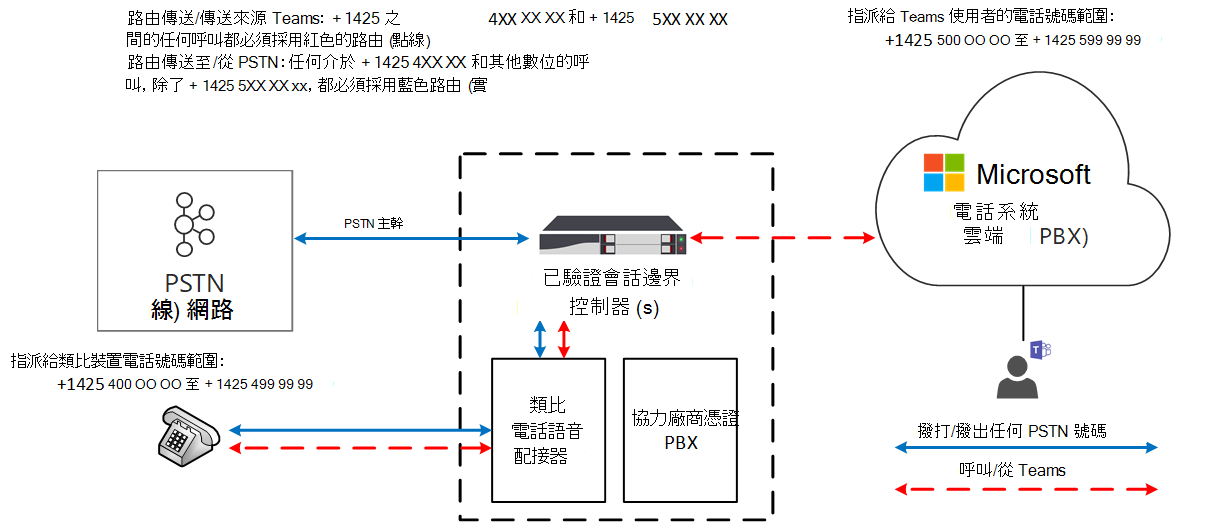 路由傳送/傳送來源 Teams: +1425 之 4XX XX XX 和 + 1425 5XX XX XX
間的任何呼叫都必須採用紅色的路由 (點線)
路由傳送至/從 PSTN：任何介於 + 1425 4XX XX 和其他數位的呼
叫，除了 + 1425 5XX XX xx，都必須採用藍色路由 (實
指派給 Teams 使用者的電話號碼範圍：
+1425 500 OO OO 至 + 1425 599 99 99
Microsoft
電話系統
雲端 PBX)
PSTN 主幹
PSTN
線) 網路
已驗證會話邊界
控制器 (s)
指派給類比裝置電話號碼範圍：
+1425 400 OO OO 至 + 1425 499 99 99
類比
電話語音
配接器
協力廠商憑證
PBX
T
撥打/撥出任何 PSTN 號碼
呼叫/從 Teams